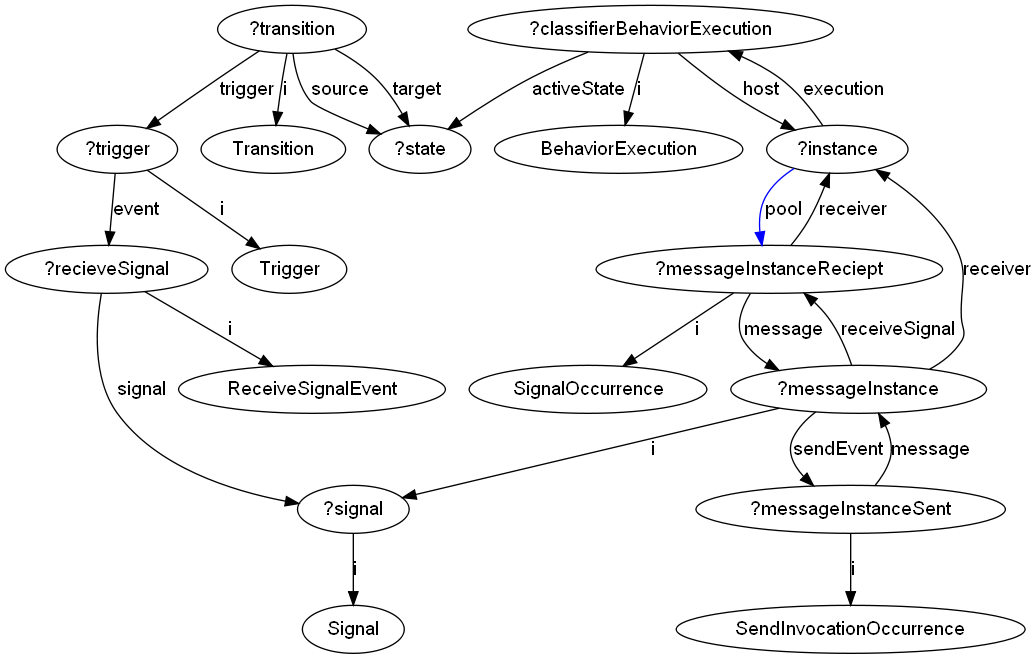 ?transition
?classifierBehaviorExecution
trigger
i
source
target
activeState
i
host
execution
?trigger
Transition
?state
BehaviorExecution
?instance
event
i
pool
receiver
?recieveSignal
Trigger
?messageInstanceReciept
receiver
i
i
message
receiveSignal
signal
ReceiveSignalEvent
SignalOccurrence
?messageInstance
i
sendEvent
message
?signal
?messageInstanceSent
i
i
Signal
SendInvocationOccurrence